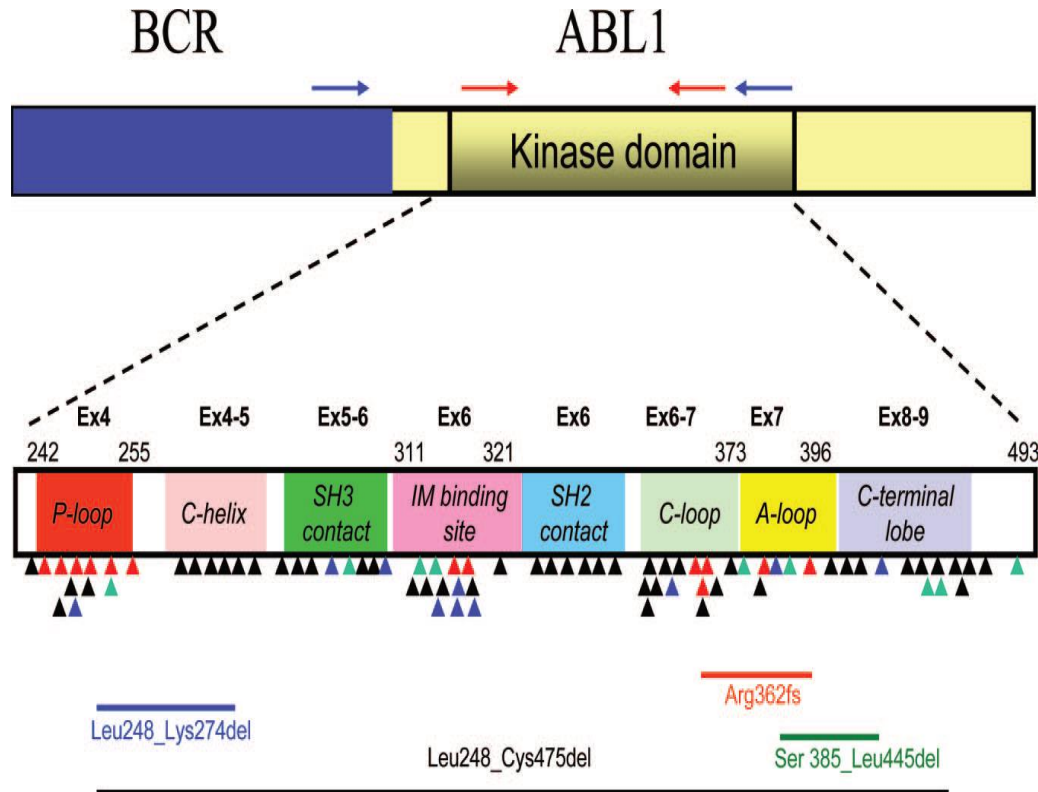 BCR ABL1
Kinase domain
Ex4 Ex4-5 Ex5-6 Ex6 Ex6 Ex6-7 Ex7 Ex8-9
242 255 311 321 373 396 493
P-loop
C-helix
SH3
contact
IM binding
site
SH2
contact
C-loop
A-loop
C-terminal
lobe
Arg362fs
Leu248_Lys274del
Leu248_Cys475del
Ser 385_Leu445del